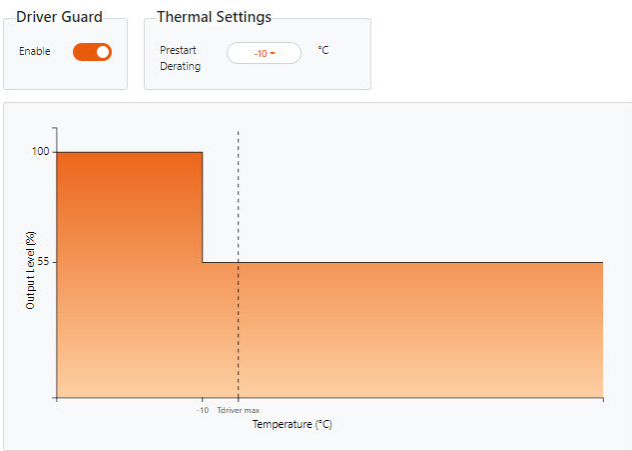 Driver Guard
Thermal Settings
Enable
Prestart
Derating
-10
°C
100
55
Output Level (%)
-10 Tdriver max
Temperature (°C)